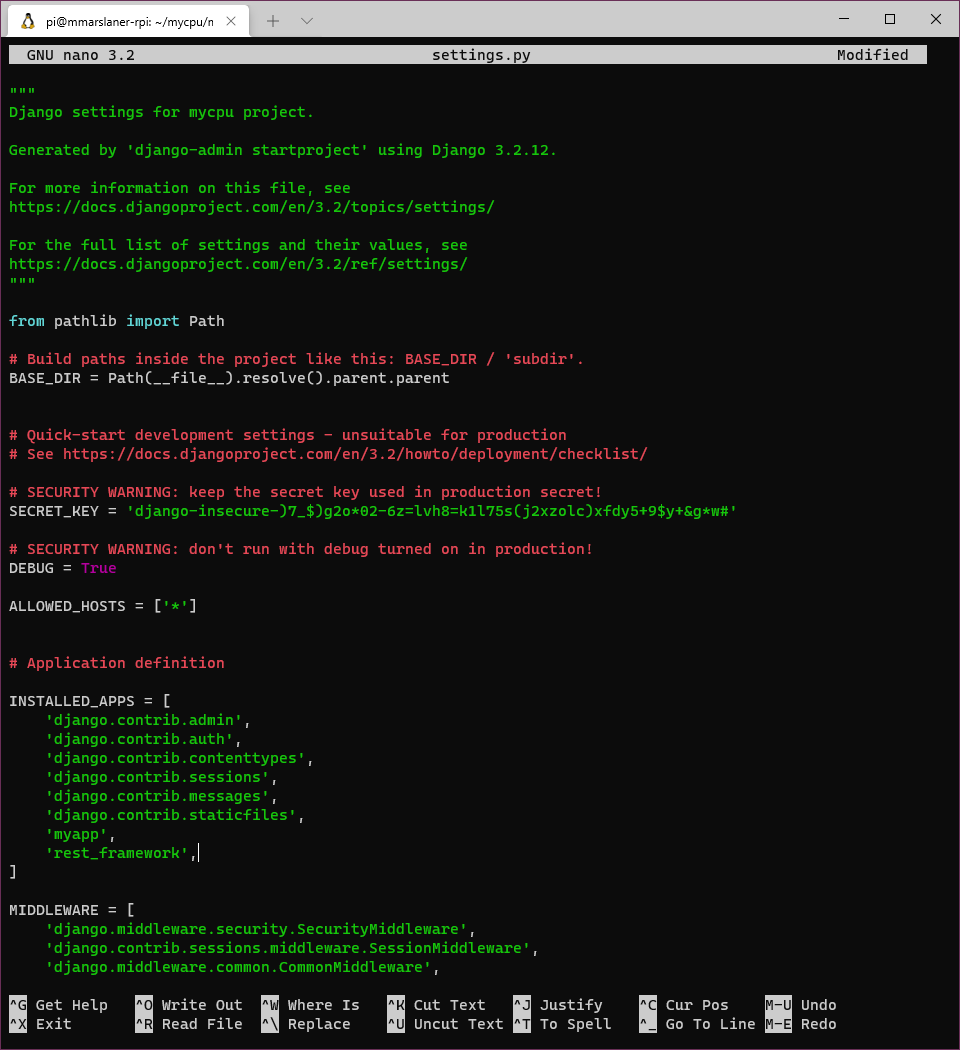 pi@mmarslaner-rpi: ~/mycpu/n
GNU nano 3.2 settings.py Modified
"""
Django settings for mycpu project.
Generated by 'django-admin startproject' using Django 3.2.12.
For more information on this file, see
https://docs.djangoproject.com/en/3.2/topics/settings/
For the full list of settings and their values, see
https://docs.djangoproject.com/en/3.2/ref/settings/
"""
from pathlib import Path
# Build paths inside the project like this: BASE_DIR / 'subdir'.
BASE_DIR = Path(__file__).resolve().parent.parent
# Quick-start development settings - unsuitable for production
# See https://docs.djangoproject.com/en/3.2/howto/deployment/checklist/
# SECURITY WARNING: keep the secret key used in production secret!
SECRET_KEY = 'django-insecure-)7_$)g2o*02-6z=lvh8=k1l75s(j2xzolc)xfdy5+9$y+&g*w#'
# SECURITY WARNING: don't run with debug turned on in production!
DEBUG = True
ALLOWED_HOSTS = ['*']
# Application definition
INSTALLED_APPS = [
    'django.contrib.admin',
    'django.contrib.auth',
    'django.contrib.contenttypes',
    'django.contrib.sessions',
    'django.contrib.messages',
    'django.contrib.staticfiles',
    'myapp',
    'rest_framework',
]
MIDDLEWARE = [
    'django.middleware.security.SecurityMiddleware',
    'django.contrib.sessions.middleware.SessionMiddleware',
    'django.middleware.common.CommonMiddleware',
^G Get Help ^O Write Out ^W Where Is ^K Cut Text ^J Justify ^C Cur Pos M-U Undo
^X Exit ^R Read File ^\ Replace ^U Uncut Text ^T To Spell ^_ Go To Line M-E Redo